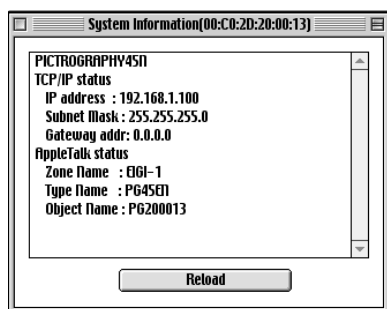 System Information(00:C0:2D:20:00:13)
PICTROGRAPHY45N
TCP/IP status
IP address : 192.168.1.100
Subnet Mask : 255.255.255.0
Gateway addr: 0.0.0.0
AppleTalk status
Zone Name : EIGI-1
Type Name : PG45EN
Object Name : PG200013
Reload